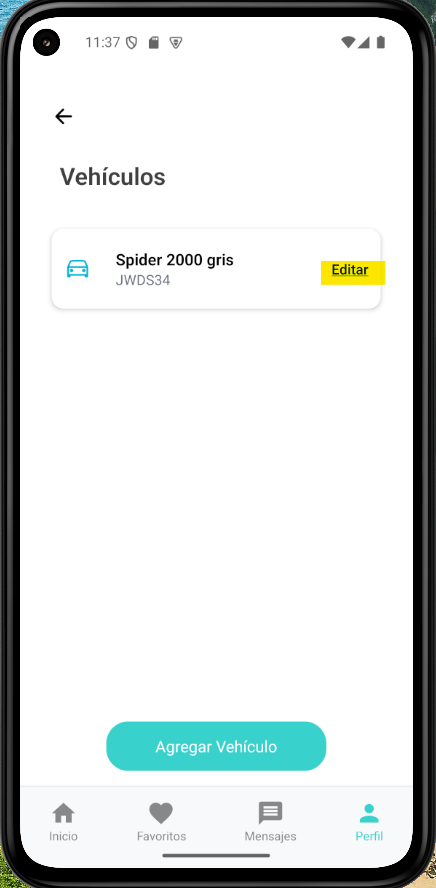 11:37
Vehículos
Spider 2000 gris
JWDS34
Editar
Agregar Vehículo
Inicio
Favoritos
Mensajes
Perfil